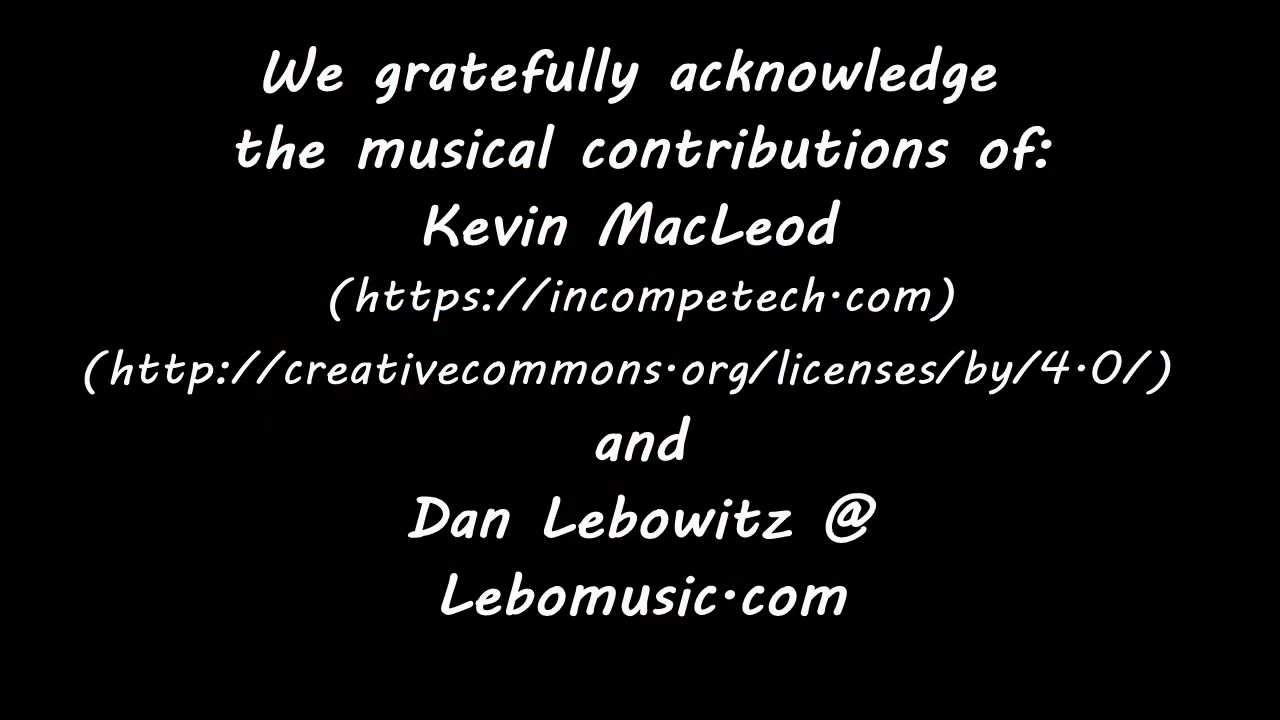 We gratefully acknowledge
the musical contributions of:
Kevin MacLeod
(https://incompetech.com)
(http://creativecommons.org/licenses/by/4.0/)
and
Dan Lebowitz @
Lebomusic.com